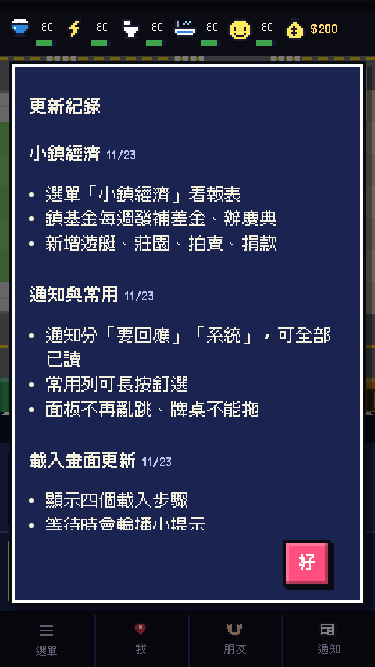 80 80 80 80 80 $200
更新紀錄
小鎮經濟 11/23
• 選單「小鎮經濟」看報表
• 鎮基金每週發補差金、辦慶典
• 新增遊艇、莊園、拍賣、捐款
通知與常用 11/23
• 通知分「要回應」「系統」，可全部
已讀
• 常用列可長按釘選
• 面板不再亂跳、牌桌不能拖
載入畫面更新 11/23
• 顯示四個載入步驟
• 等待時會輪播小提示
好
選單 我 朋友 通知